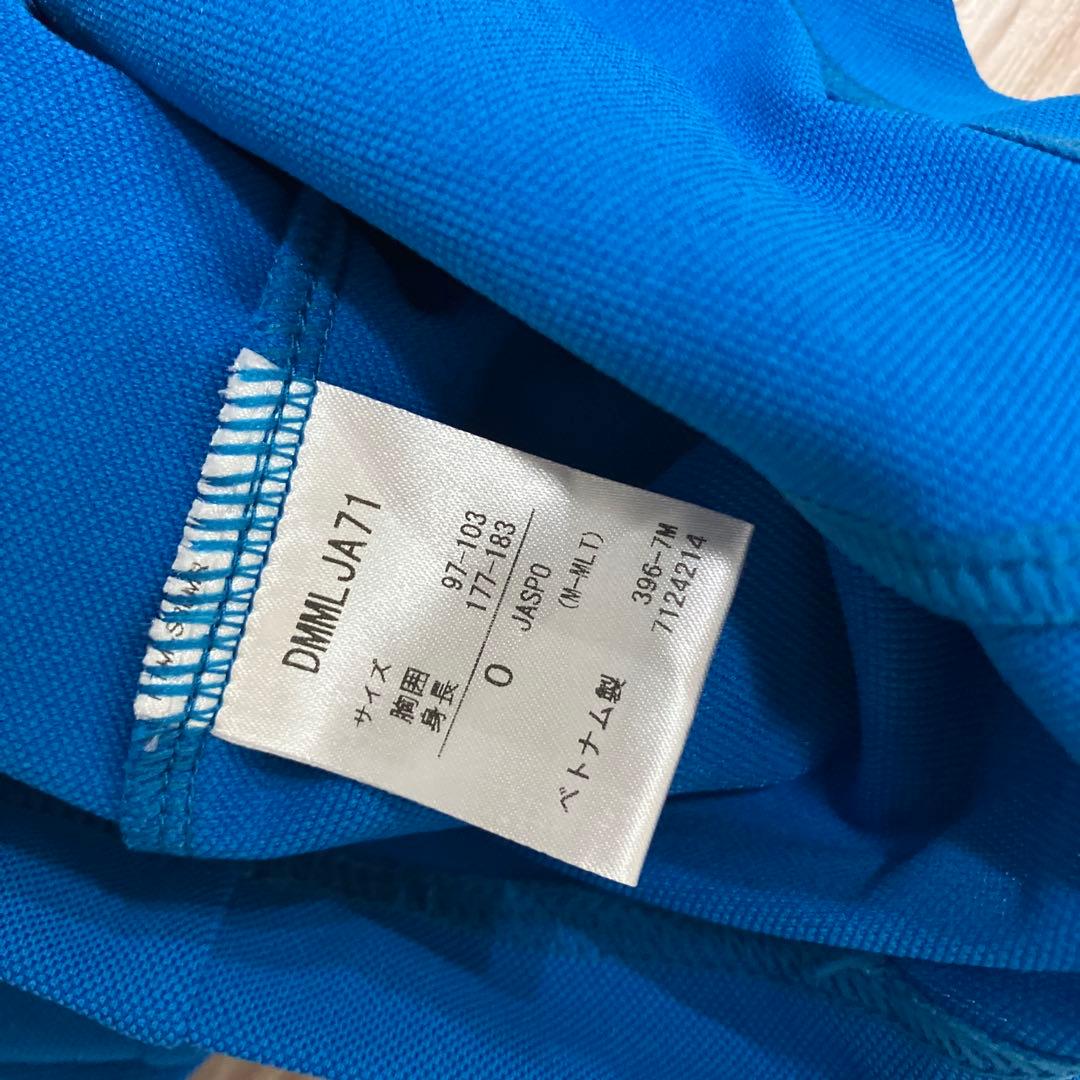 DMMLJA71
サイズ
胸囲 97-103
身長 177-183
O JASPO
(M-MLT)
ベトナム製 396-7M
7124214